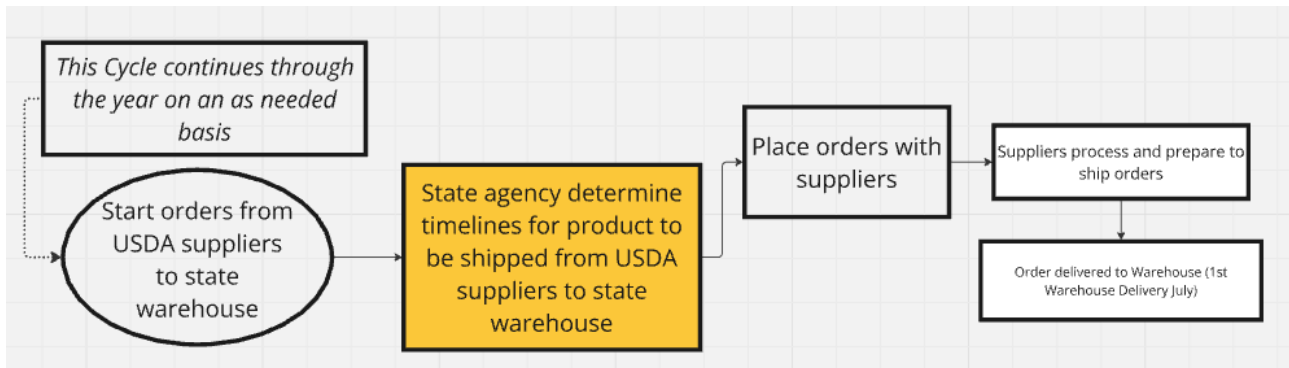 This Cycle continues through
the year on an as needed
basis
Start orders from
USDA suppliers
to state
warehouse
State agency determine
timelines for product to
be shipped from USDA
suppliers to state
warehouse
Place orders with
suppliers
Suppliers process and prepare to
ship orders
Order delivered to Warehouse (1st
Warehouse Delivery July)